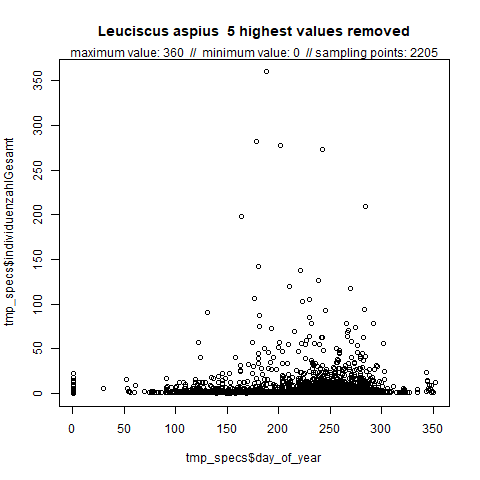 Leuciscus aspius  5 highest values removed
maximum value: 360  //  minimum value: 0  // sampling points: 2205
tmp_specs$individuenzahlGesamt
350
300
250
200
150
100
50
0
0 50 100 150 200 250 300 350
tmp_specs$day_of_year